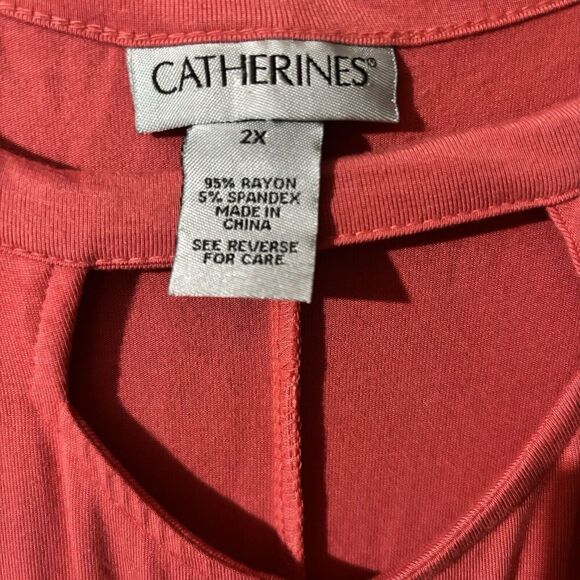 CATHERINES®
2X
95% RAYON
5% SPANDEX
MADE IN
CHINA
SEE REVERSE
FOR CARE